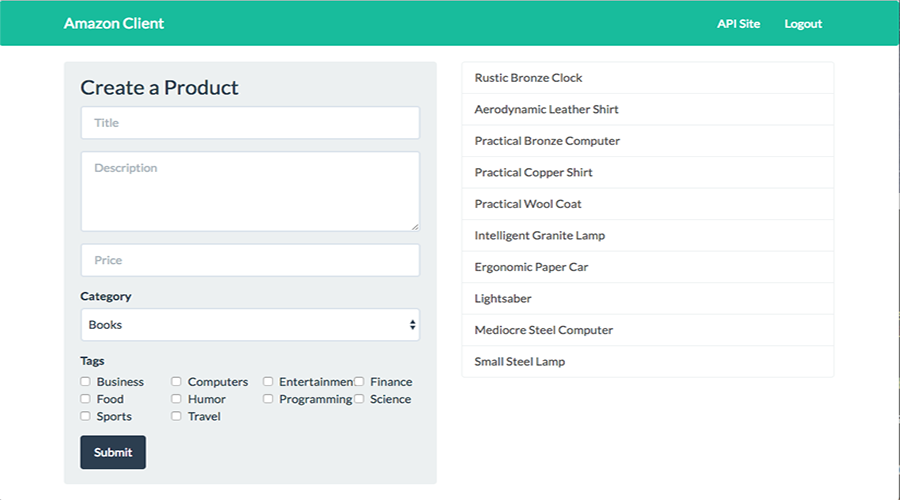 Amazon Client API Site Logout
Create a Product
Title
Description
Price
Category
Books
Tags
Business Computers Entertainmen Finance
Food Humor Programming Science
Sports Travel
Submit
Rustic Bronze Clock
Aerodynamic Leather Shirt
Practical Bronze Computer
Practical Copper Shirt
Practical Wool Coat
Intelligent Granite Lamp
Ergonomic Paper Car
Lightsaber
Mediocre Steel Computer
Small Steel Lamp